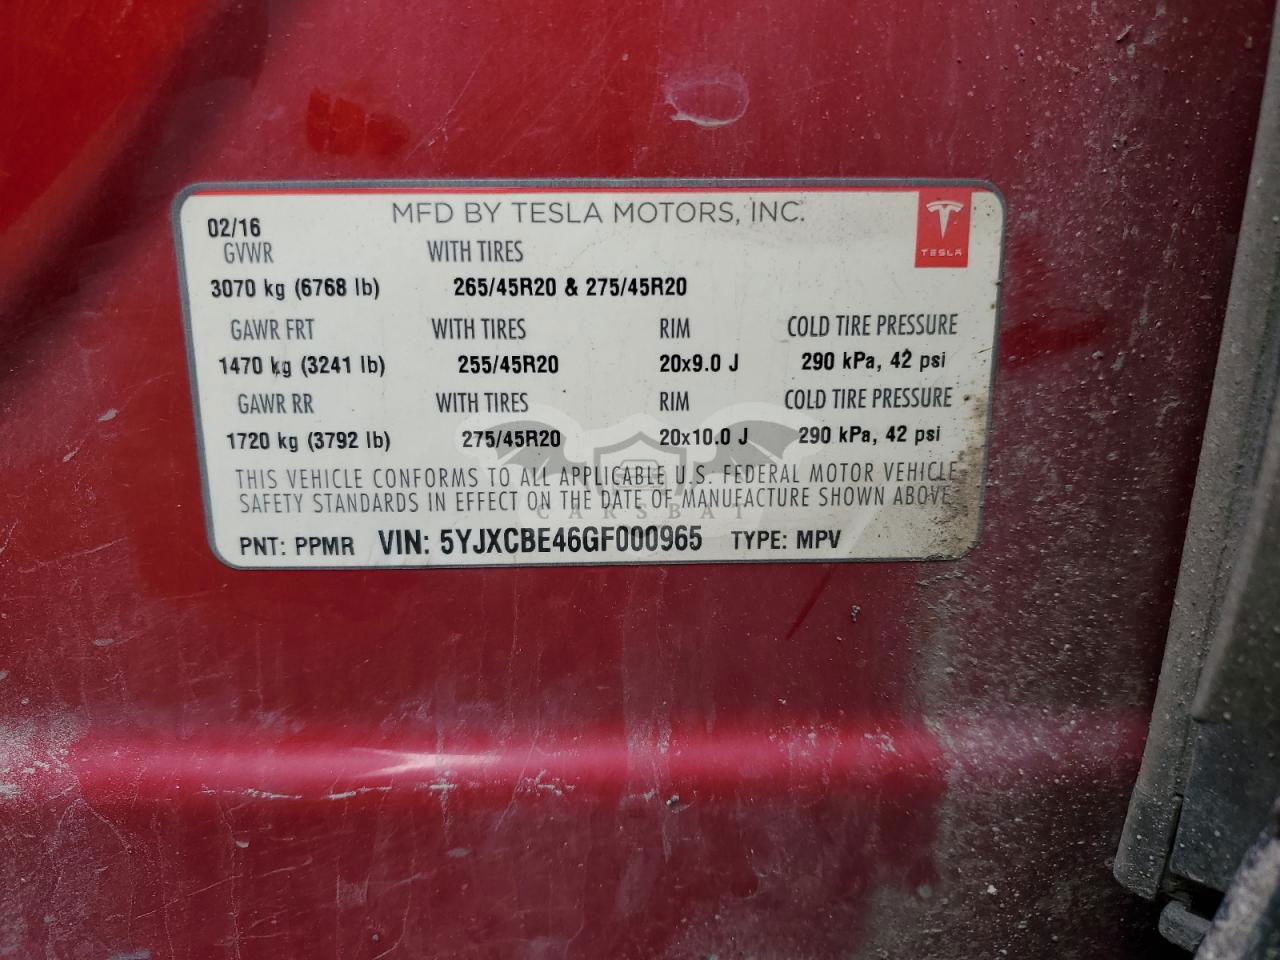 MFD BY TESLA MOTORS, INC.
02/16
TESLA
GVWR WITH TIRES
3070 kg (6768 lb) 265/45R20 & 275/45R20
GAWR FRT WITH TIRES RIM COLD TIRE PRESSURE
1470 kg (3241 lb) 255/45R20 20x9.0 J 290 kPa, 42 psi
GAWR RR WITH TIRES RIM COLD TIRE PRESSURE
1720 kg (3792 lb) 275/45R20 20x10.0 J 290 kPa, 42 psi
THIS VEHICLE CONFORMS TO ALL APPLICABLE U.S. FEDERAL MOTOR VEHICLE
SAFETY STANDARDS IN EFFECT ON THE DATE OF MANUFACTURE SHOWN ABOVE
CARSBAT
PNT: PPMR VIN: 5YJXCBE46GF000965 TYPE: MPV